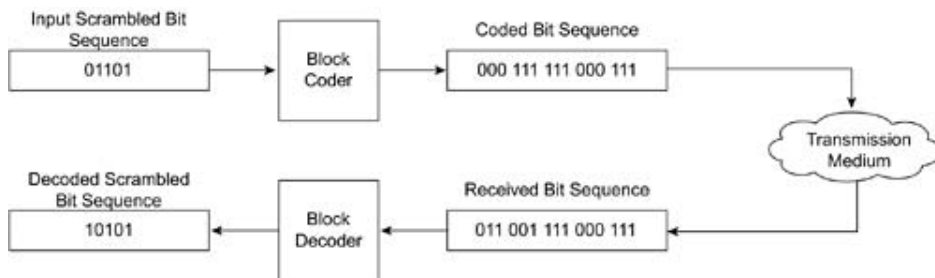 Input Scrambled Bit
Sequence
01101
Block
Coder
Coded Bit Sequence
000 111 111 000 111
Transmission
Medium
Decoded Scrambled
Bit Sequence
10101
Block
Decoder
Received Bit Sequence
011 001 111 000 111